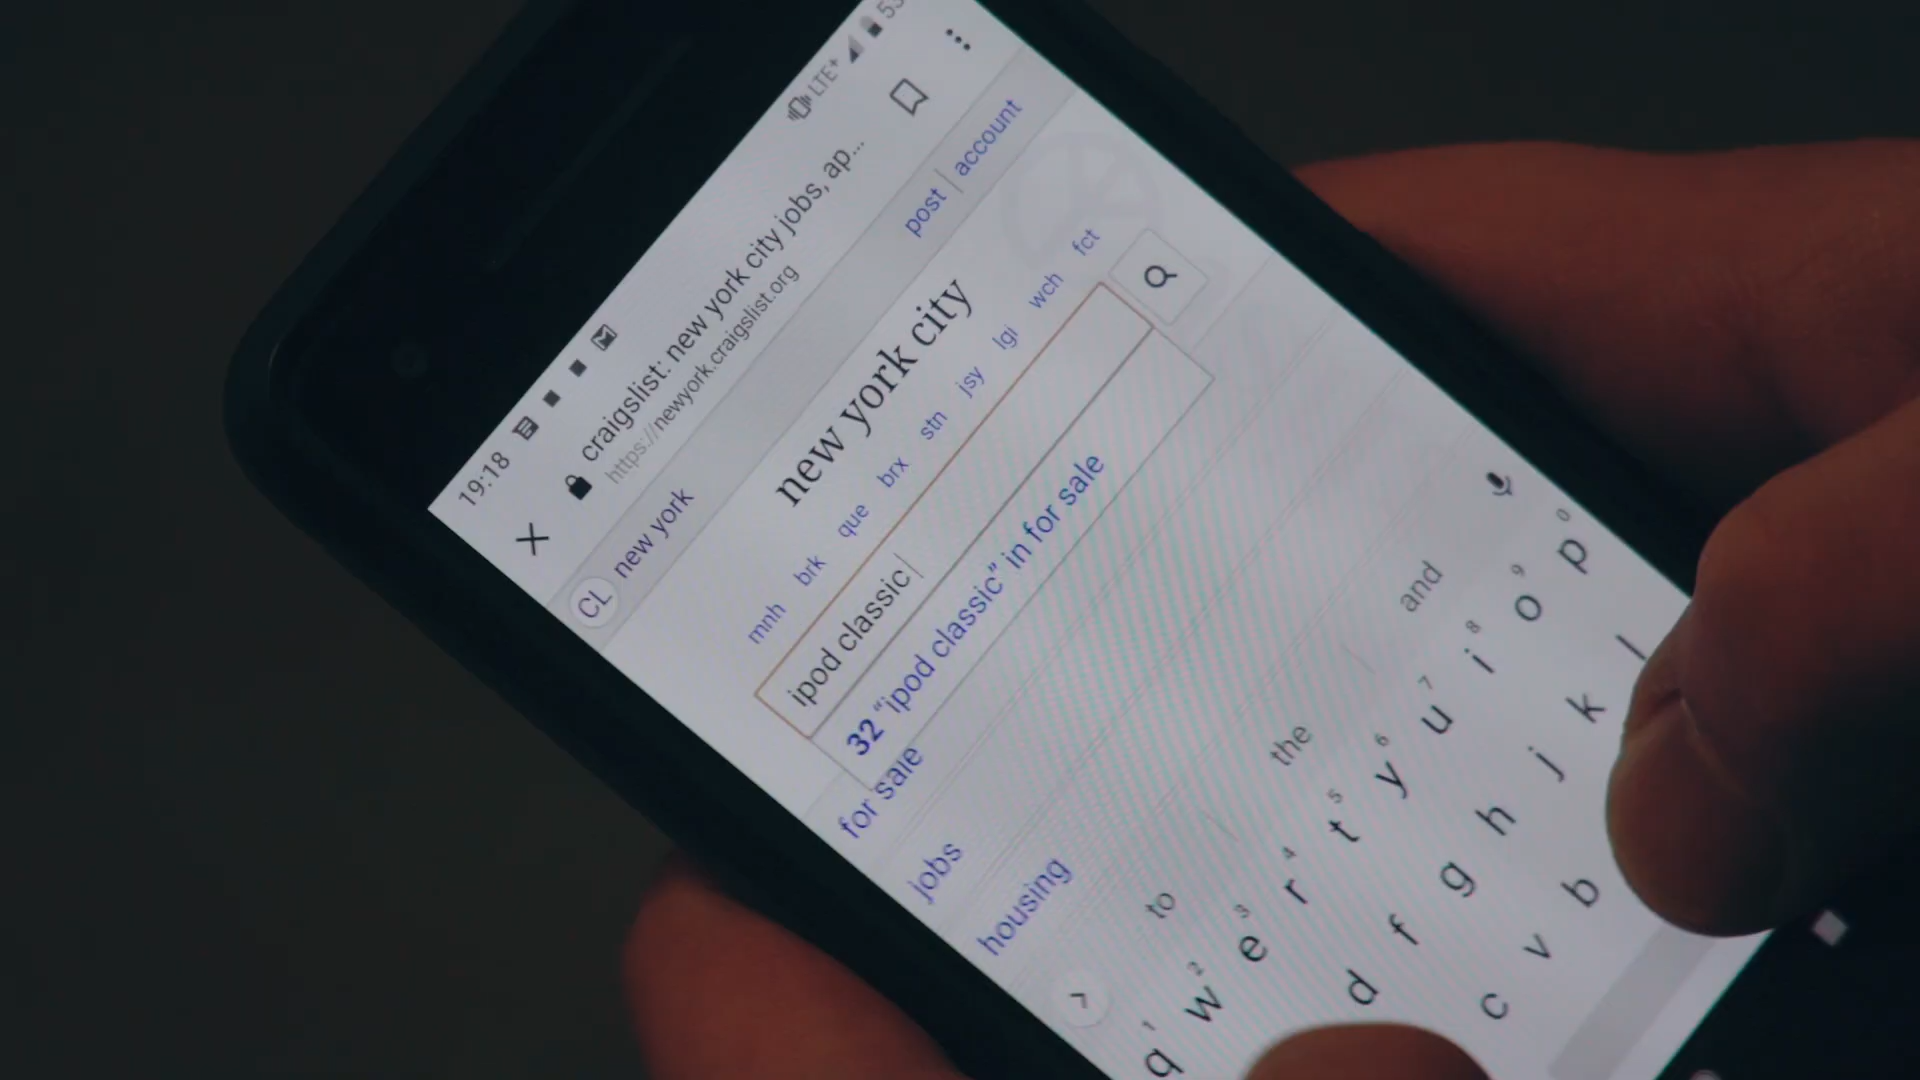 19:18 LTE+ 53
craigslist: new york city jobs, ap...
https://newyork.craigslist.org
CL new york post account
new york city
mnh brk que brx stn jsy lgi wch fct
ipod classic
32 "ipod classic" in for sale
for sale
jobs
housing
to the and
1 2 3 4 5 6 7 8 9 0
q w e r t y u i o p
d f g h j k l
c v b